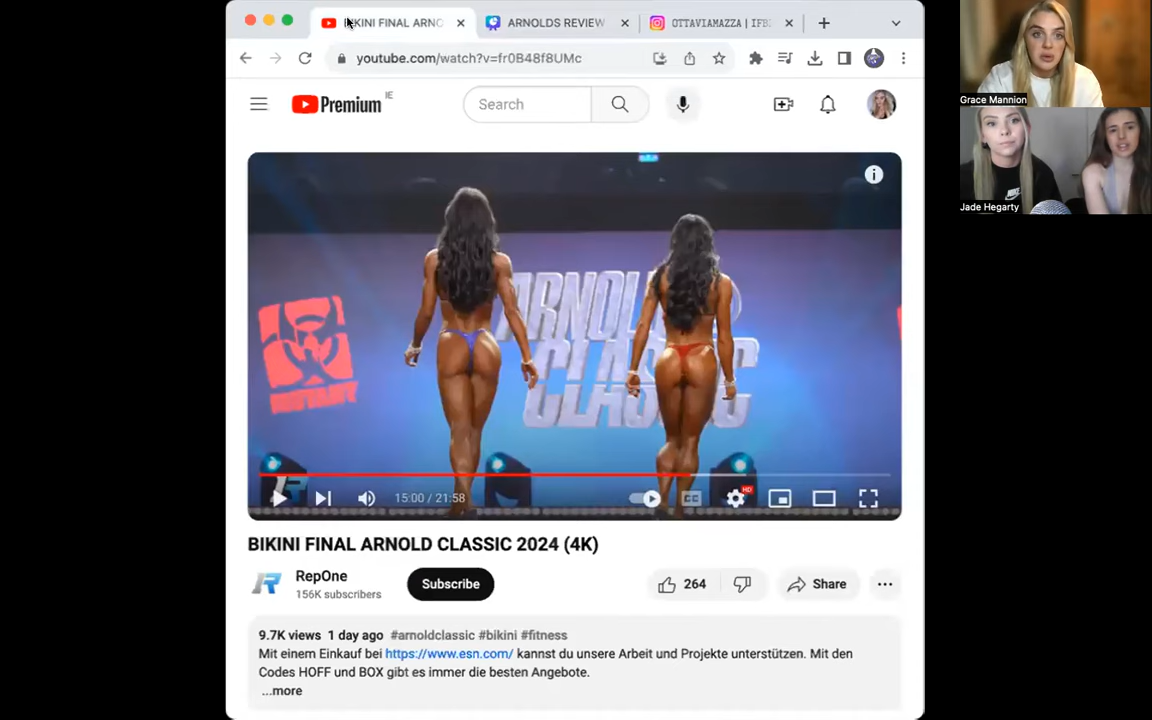 BIKINI FINAL ARNO
ARNOLDS REVIEW
OTTAVIAMAZZA | IFB
youtube.com/watch?v=fr0B48f8UMc
Premium IE
Search
ARNOLD
CLASSIC
MUTANT
15:00 / 21:58
CC
HD
BIKINI FINAL ARNOLD CLASSIC 2024 (4K)
RepOne
156K subscribers
Subscribe
264
Share
9.7K views 1 day ago #arnoldclassic #bikini #fitness
Mit einem Einkauf bei https://www.esn.com/ kannst du unsere Arbeit und Projekte unterstützen. Mit den
Codes HOFF und BOX gibt es immer die besten Angebote.
...more
Grace Mannion
Jade Hegarty